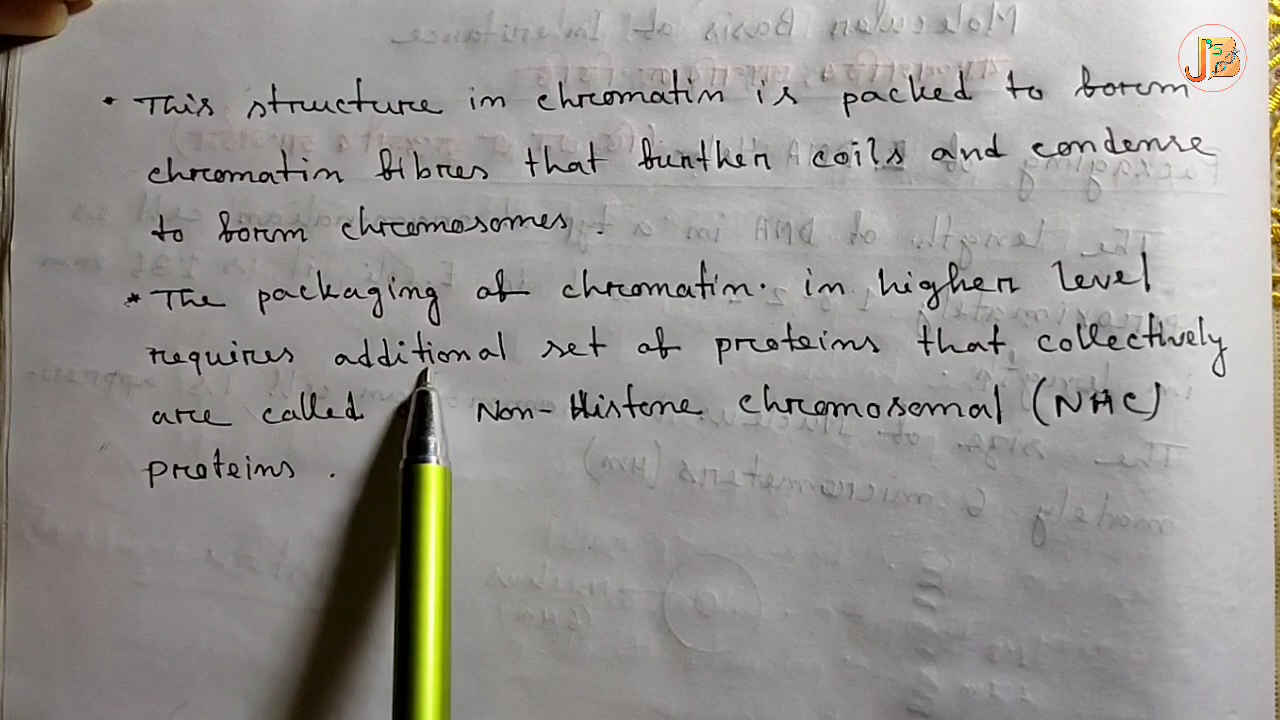 • This structure in chromatin is packed to form
chromatin fibres that further coils and condense
to form chromosomes.
* The packaging of chromatin. in higher level
requires additional set of proteins that collectively
are called Non-Histone chromosomal (NHC)
proteins.